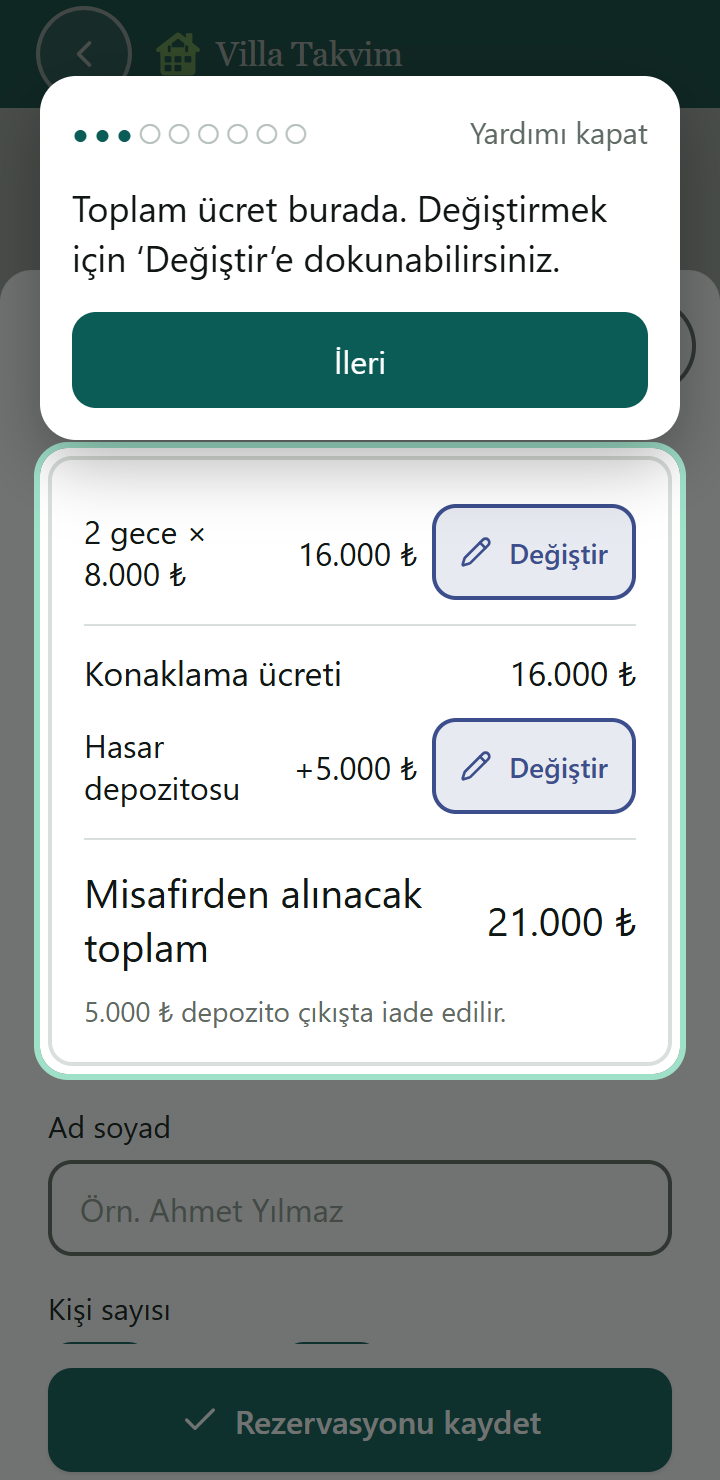 Villa Takvim
Yardımı kapat
Toplam ücret burada. Değiştirmek
için ‘Değiştir’e dokunabilirsiniz.
İleri
2 gece ×
8.000 ₺
16.000 ₺
Değiştir
Konaklama ücreti
16.000 ₺
Hasar
depozitosu
+5.000 ₺
Değiştir
Misafirden alınacak
toplam
21.000 ₺
5.000 ₺ depozito çıkışta iade edilir.
Ad soyad
Örn. Ahmet Yılmaz
Kişi sayısı
Rezervasyonu kaydet